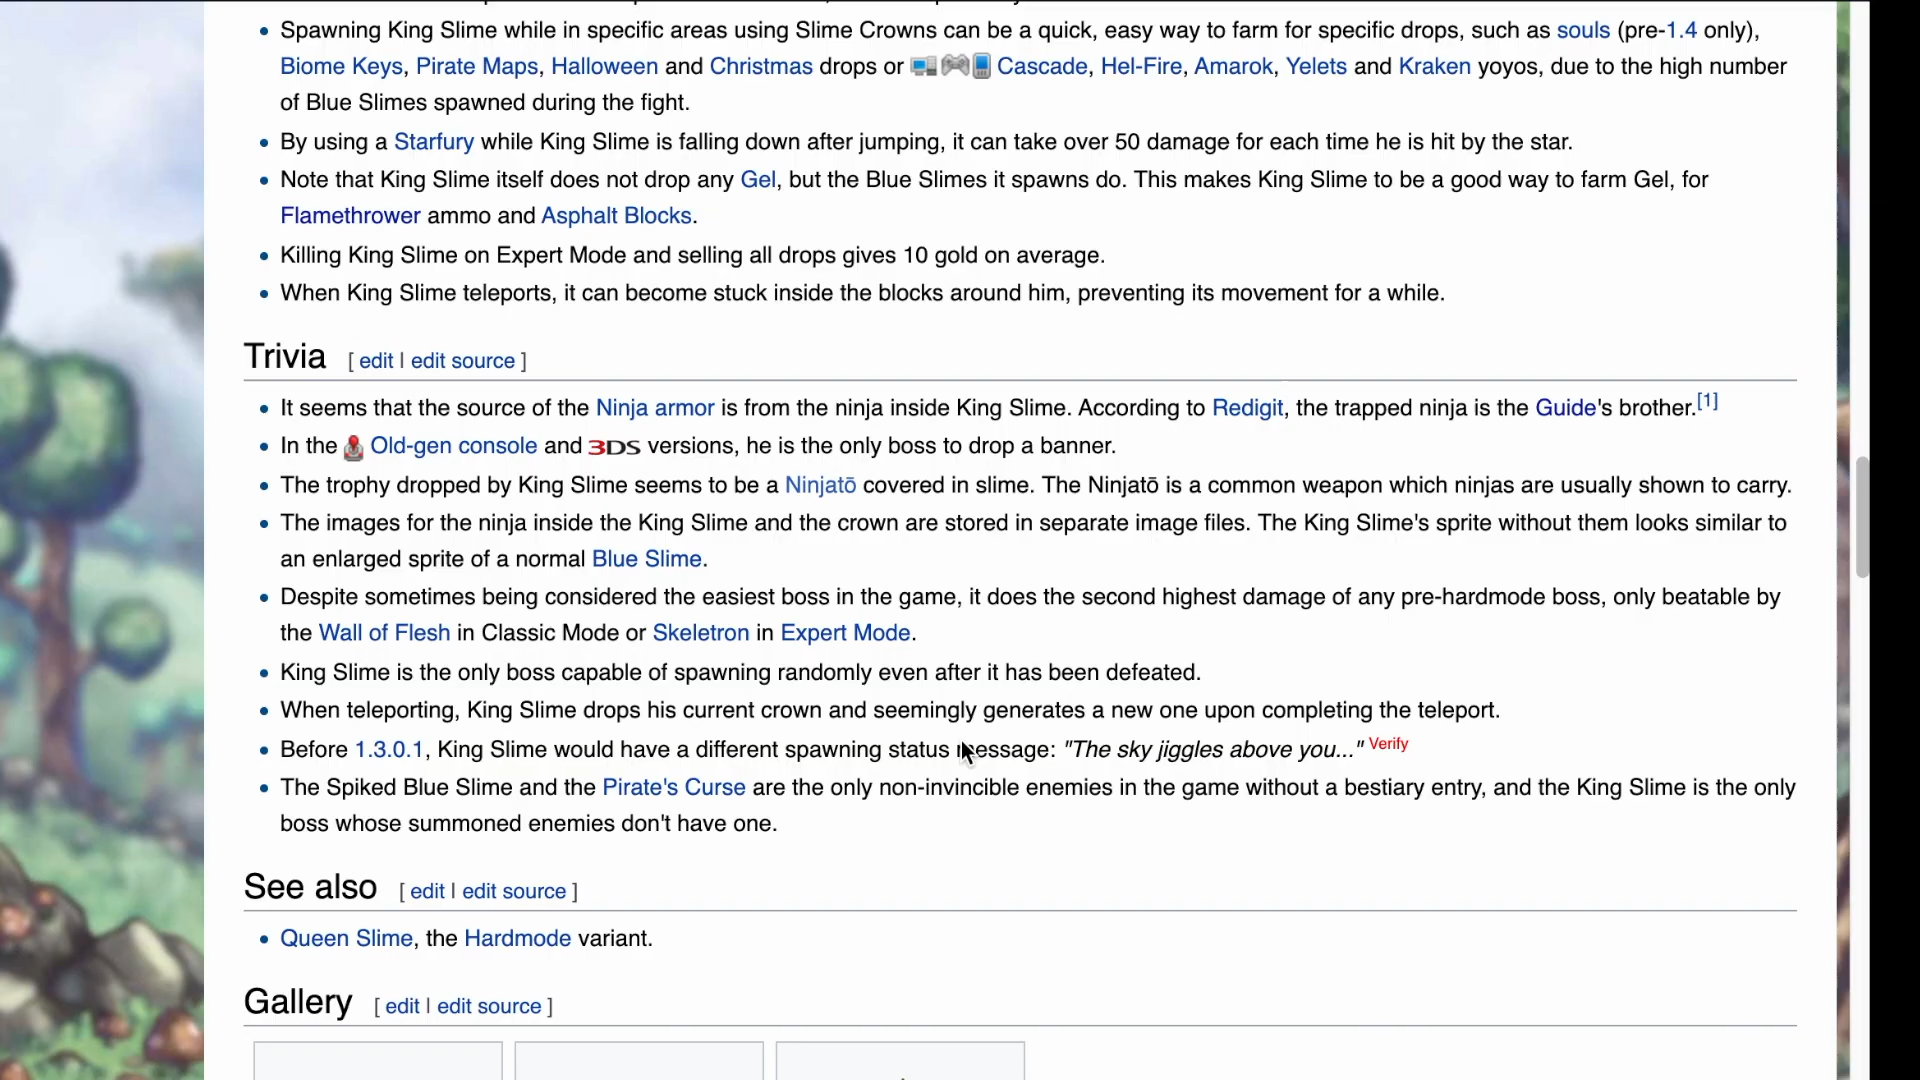 • Spawning King Slime while in specific areas using Slime Crowns can be a quick, easy way to farm for specific drops, such as souls (pre-1.4 only),
Biome Keys, Pirate Maps, Halloween and Christmas drops or Cascade, Hel-Fire, Amarok, Yelets and Kraken yoyos, due to the high number
of Blue Slimes spawned during the fight.
• By using a Starfury while King Slime is falling down after jumping, it can take over 50 damage for each time he is hit by the star.
• Note that King Slime itself does not drop any Gel, but the Blue Slimes it spawns do. This makes King Slime to be a good way to farm Gel, for
Flamethrower ammo and Asphalt Blocks.
• Killing King Slime on Expert Mode and selling all drops gives 10 gold on average.
• When King Slime teleports, it can become stuck inside the blocks around him, preventing its movement for a while.
Trivia [ edit | edit source ]
• It seems that the source of the Ninja armor is from the ninja inside King Slime. According to Redigit, the trapped ninja is the Guide's brother.[1]
• In the Old-gen console and 3DS versions, he is the only boss to drop a banner.
• The trophy dropped by King Slime seems to be a Ninjatō covered in slime. The Ninjatō is a common weapon which ninjas are usually shown to carry.
• The images for the ninja inside the King Slime and the crown are stored in separate image files. The King Slime's sprite without them looks similar to
an enlarged sprite of a normal Blue Slime.
• Despite sometimes being considered the easiest boss in the game, it does the second highest damage of any pre-hardmode boss, only beatable by
the Wall of Flesh in Classic Mode or Skeletron in Expert Mode.
• King Slime is the only boss capable of spawning randomly even after it has been defeated.
• When teleporting, King Slime drops his current crown and seemingly generates a new one upon completing the teleport.
• Before 1.3.0.1, King Slime would have a different spawning status message: "The sky jiggles above you..." Verify
• The Spiked Blue Slime and the Pirate's Curse are the only non-invincible enemies in the game without a bestiary entry, and the King Slime is the only
boss whose summoned enemies don't have one.
See also [ edit | edit source ]
• Queen Slime, the Hardmode variant.
Gallery [ edit | edit source ]